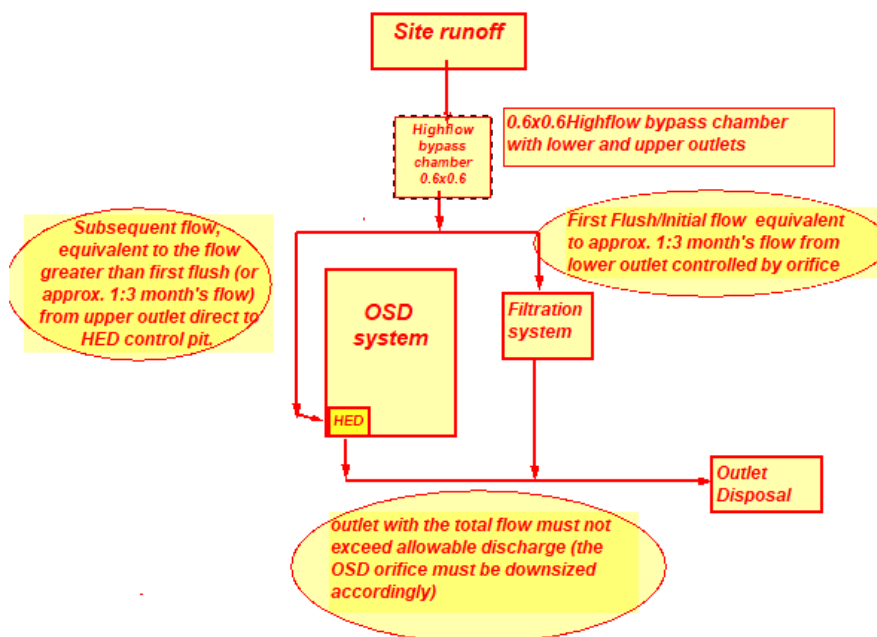 Site runoff
Highflow
bypass
chamber
0.6x0.6
0.6x0.6Highflow bypass chamber
with lower and upper outlets
Subsequent flow,
equivalent to the flow
greater than first flush (or
approx. 1:3 month's flow)
from upper outlet direct to
HED control pit.
First Flush/Initial flow equivalent
to approx. 1:3 month's flow from
lower outlet controlled by orifice
OSD
system
Filtration
system
HED
Outlet
Disposal
outlet with the total flow must not
exceed allowable discharge (the
OSD orifice must be downsized
accordingly)